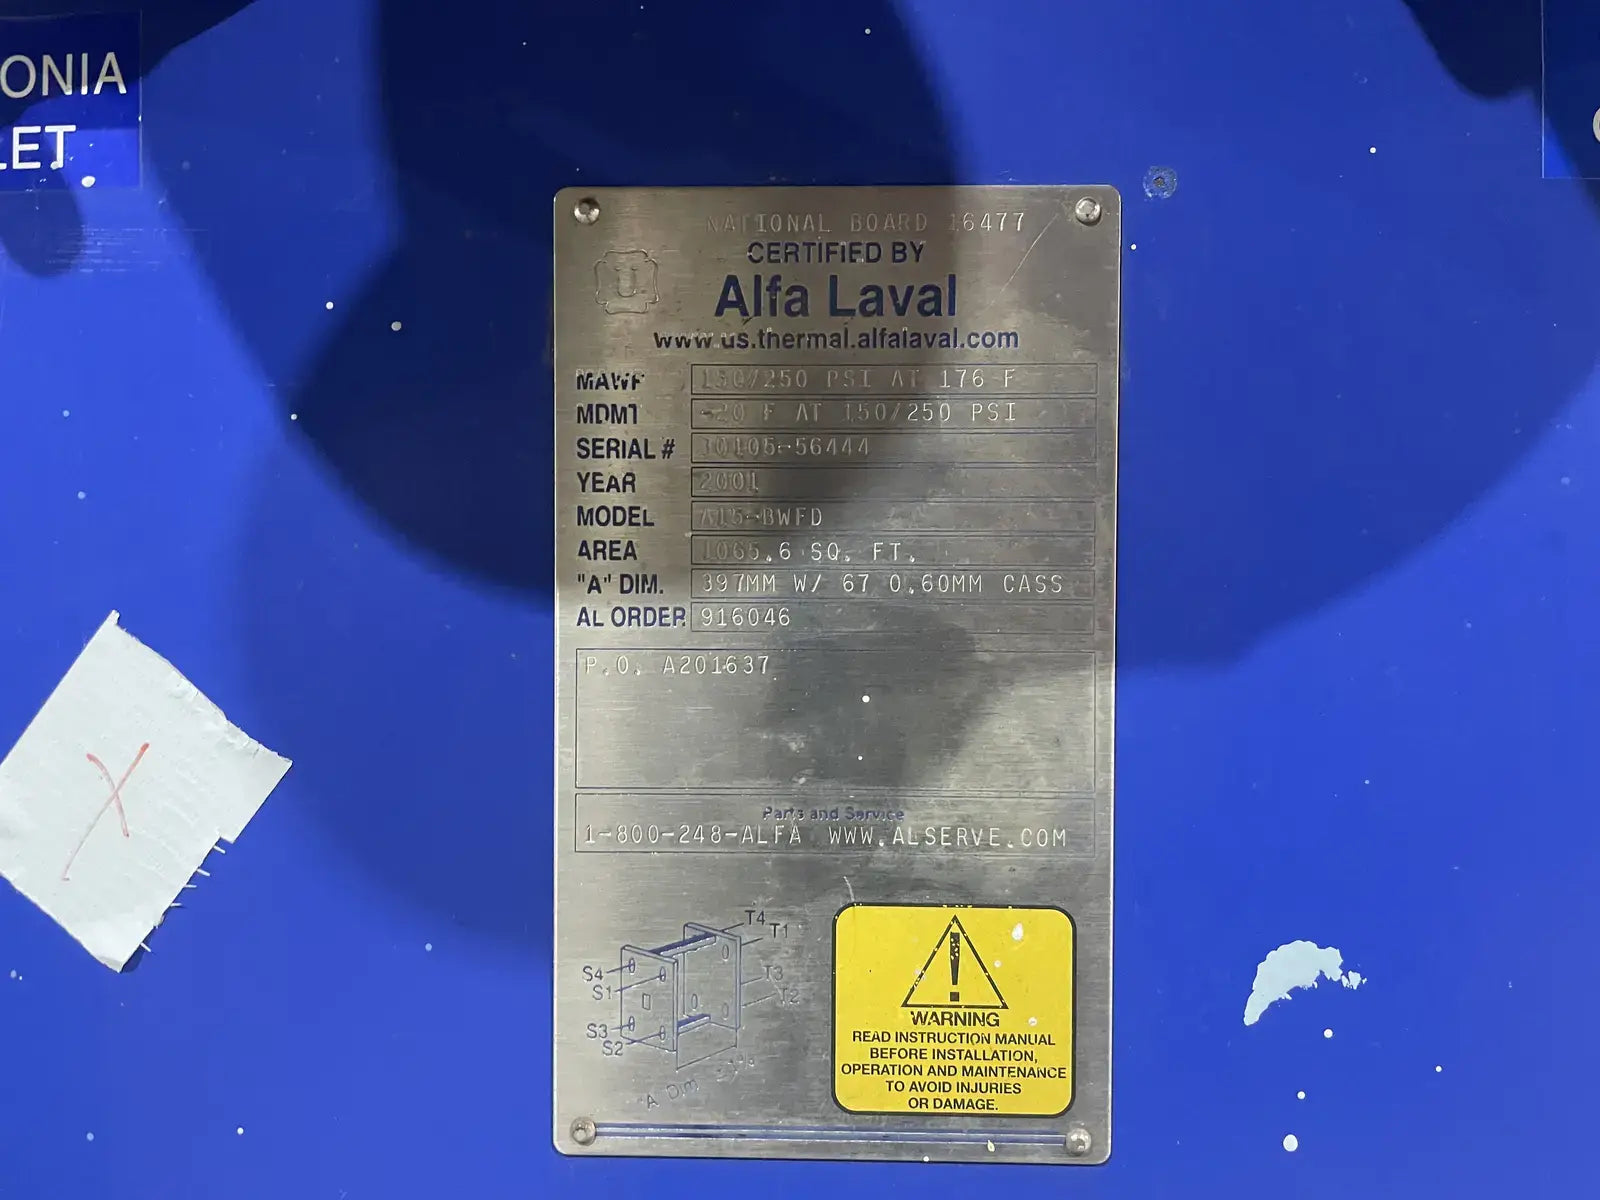 ONIA
LET
NATIONAL BOARD 16477
U
CERTIFIED BY
Alfa Laval
www.us.thermal.alfalaval.com
MAWP 150/250 PSI AT 176 F
MDMT -20 F AT 150/250 PSI
SERIAL # 30105-56444
YEAR 2001
MODEL A15-BWFD
AREA 1065.6 SQ. FT.
"A" DIM. 397MM W/ 67 0.60MM CASS
AL ORDER 916046
P.O. A201637
Parts and Service
1-800-248-ALFA WWW.ALSERVE.COM
T4
T1
S4
S1
T3
T2
S3
S2
"A" Dim
WARNING
READ INSTRUCTION MANUAL
BEFORE INSTALLATION,
OPERATION AND MAINTENANCE
TO AVOID INJURIES
OR DAMAGE.
X